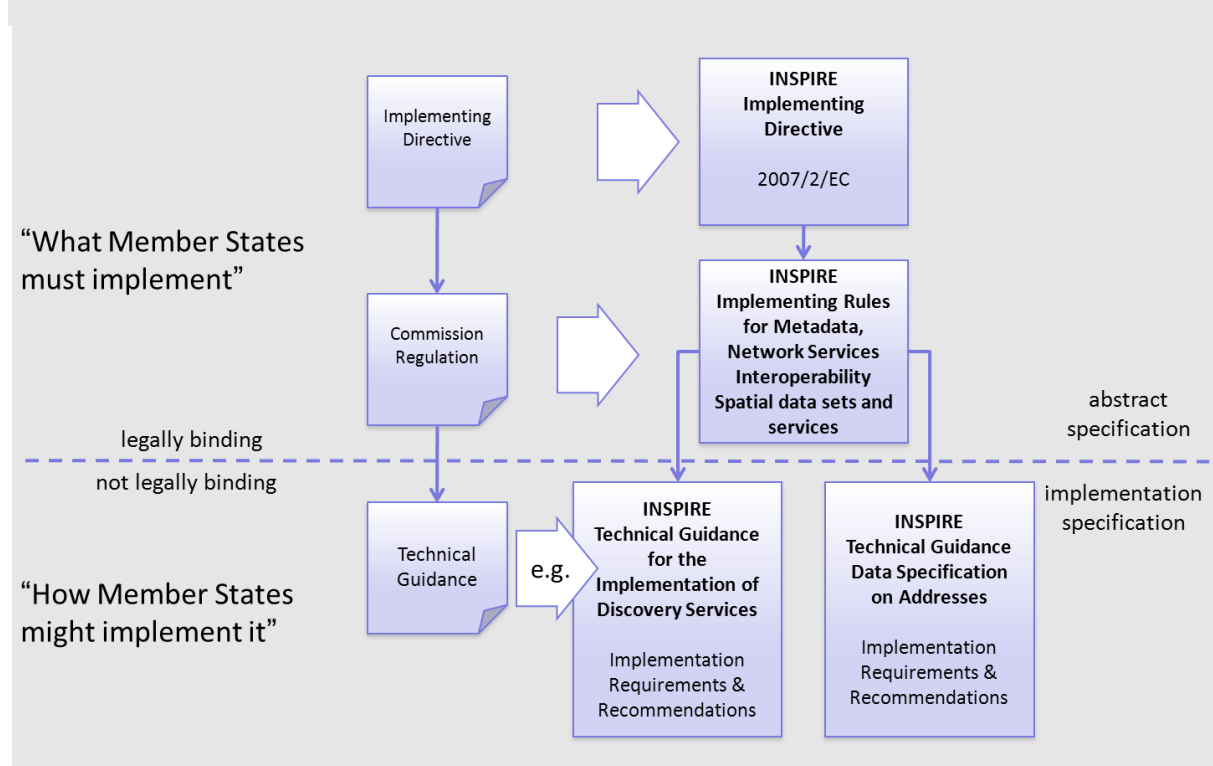 Implementing
Directive
INSPIRE
Implementing
Directive
2007/2/EC
“What Member States
must implement”
Commission
Regulation
INSPIRE
Implementing Rules
for Metadata,
Network Services
Interoperability
Spatial data sets and
services
abstract
specification
legally binding
not legally binding
implementation
specification
“How Member States
might implement it”
Technical
Guidance
e.g.
INSPIRE
Technical Guidance
for the
Implementation of
Discovery Services
Implementation
Requirements &
Recommendations
INSPIRE
Technical Guidance
Data Specification
on Addresses
Implementation
Requirements &
Recommendations